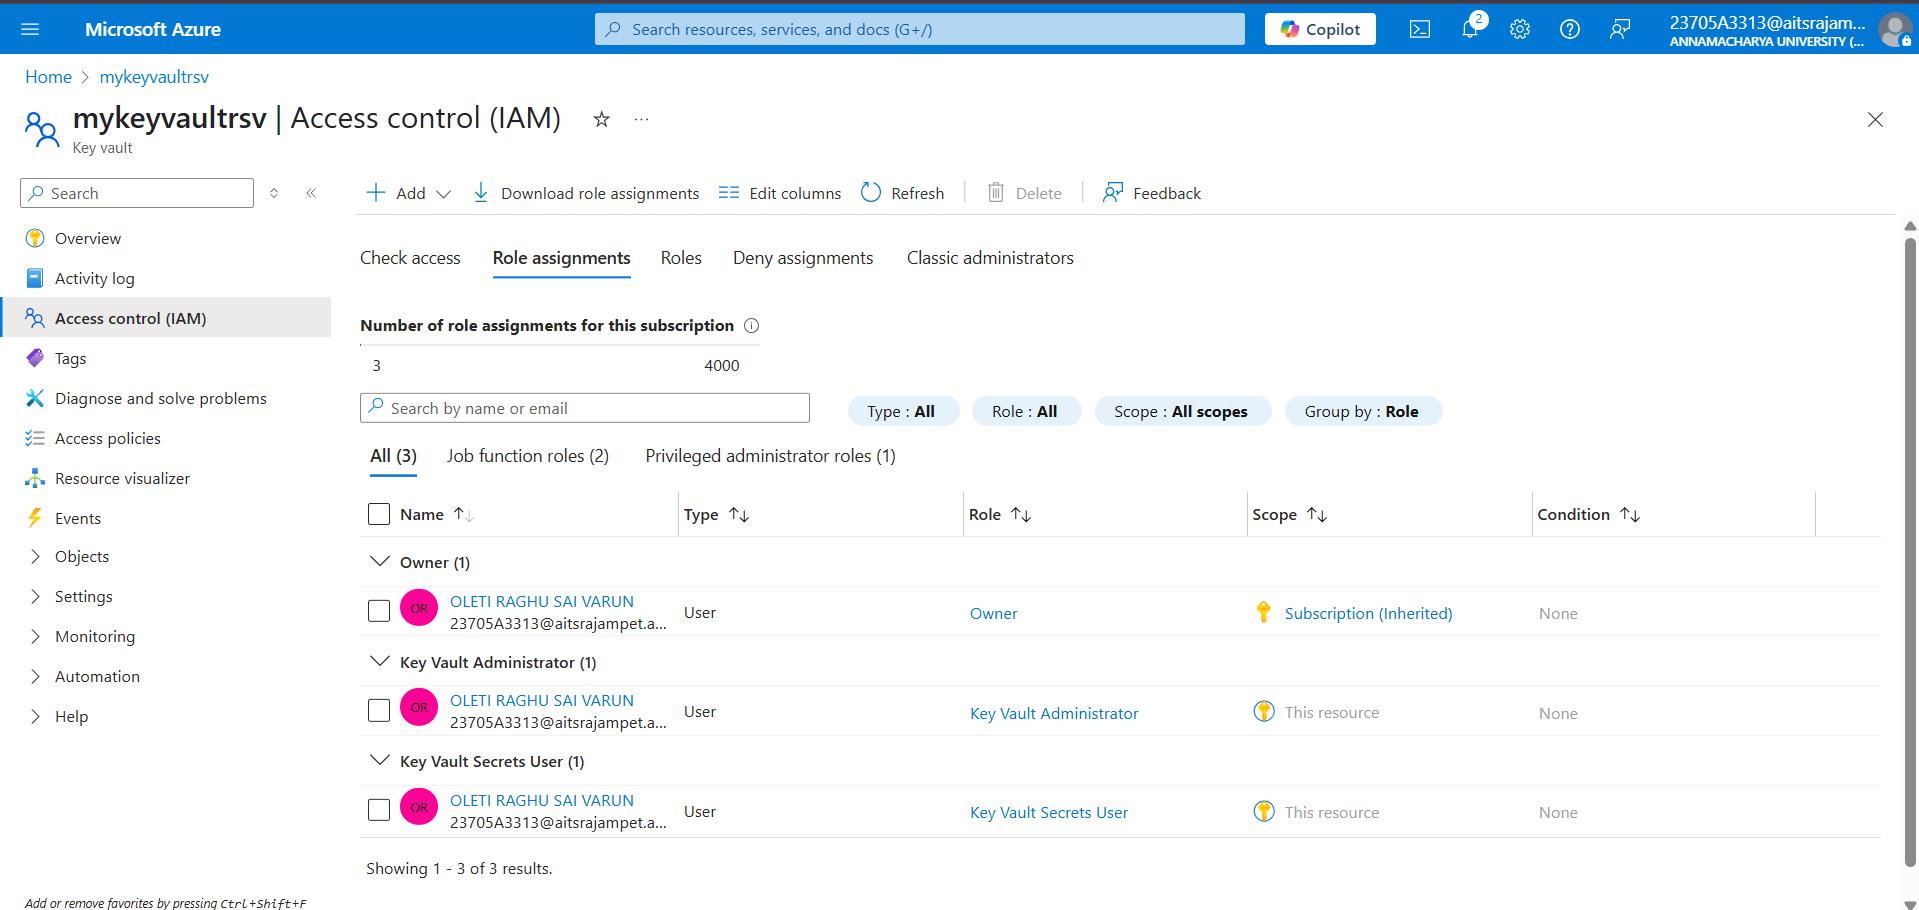 Microsoft Azure
Search resources, services, and docs (G+/)
Copilot
2
23705A3313@aitsrajam...
ANNAMACHARYA UNIVERSITY (...
Home > mykeyvaultrsv
mykeyvaultrsv | Access control (IAM)
Key vault
Search
Add
Download role assignments
Edit columns
Refresh
Delete
Feedback
Overview
Activity log
Access control (IAM)
Tags
Diagnose and solve problems
Access policies
Resource visualizer
Events
Objects
Settings
Monitoring
Automation
Help
Add or remove favorites by pressing Ctrl+Shift+F
Check access Role assignments Roles Deny assignments Classic administrators
Number of role assignments for this subscription
3 4000
Search by name or email
Type : All
Role : All
Scope : All scopes
Group by : Role
All (3) Job function roles (2) Privileged administrator roles (1)
Name Type Role Scope Condition
Owner (1)
OR OLETI RAGHU SAI VARUN
23705A3313@aitsrajampet.a...
User Owner Subscription (Inherited) None
Key Vault Administrator (1)
OR OLETI RAGHU SAI VARUN
23705A3313@aitsrajampet.a...
User Key Vault Administrator This resource None
Key Vault Secrets User (1)
OR OLETI RAGHU SAI VARUN
23705A3313@aitsrajampet.a...
User Key Vault Secrets User This resource None
Showing 1 - 3 of 3 results.